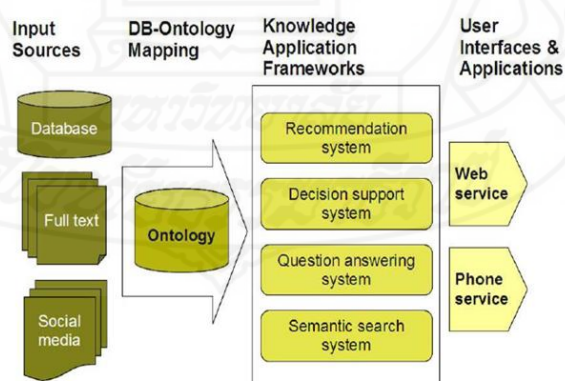 Input
Sources
DB-Ontology
Mapping
Knowledge
Application
Frameworks
User
Interfaces &
Applications
Database
Full text
Social
media
Ontology
Recommendation
system
Decision support
system
Question answering
system
Semantic search
system
Web
service
Phone
service